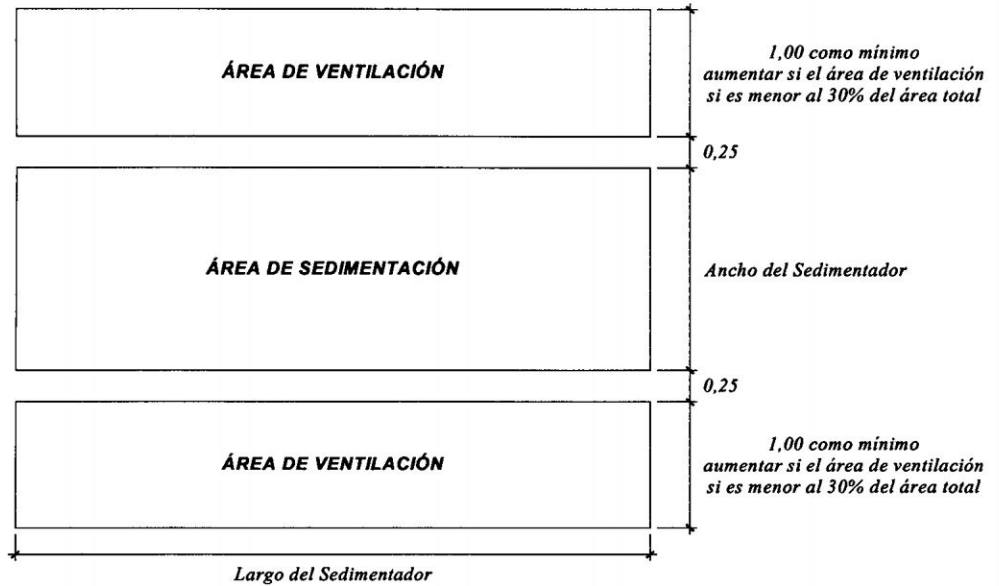 ÁREA DE VENTILACIÓN
1,00 como mínimo
aumentar si el área de ventilación
si es menor al 30% del área total
0,25
ÁREA DE SEDIMENTACIÓN
Ancho del Sedimentador
0,25
ÁREA DE VENTILACIÓN
1,00 como mínimo
aumentar si el área de ventilación
si es menor al 30% del área total
Largo del Sedimentador